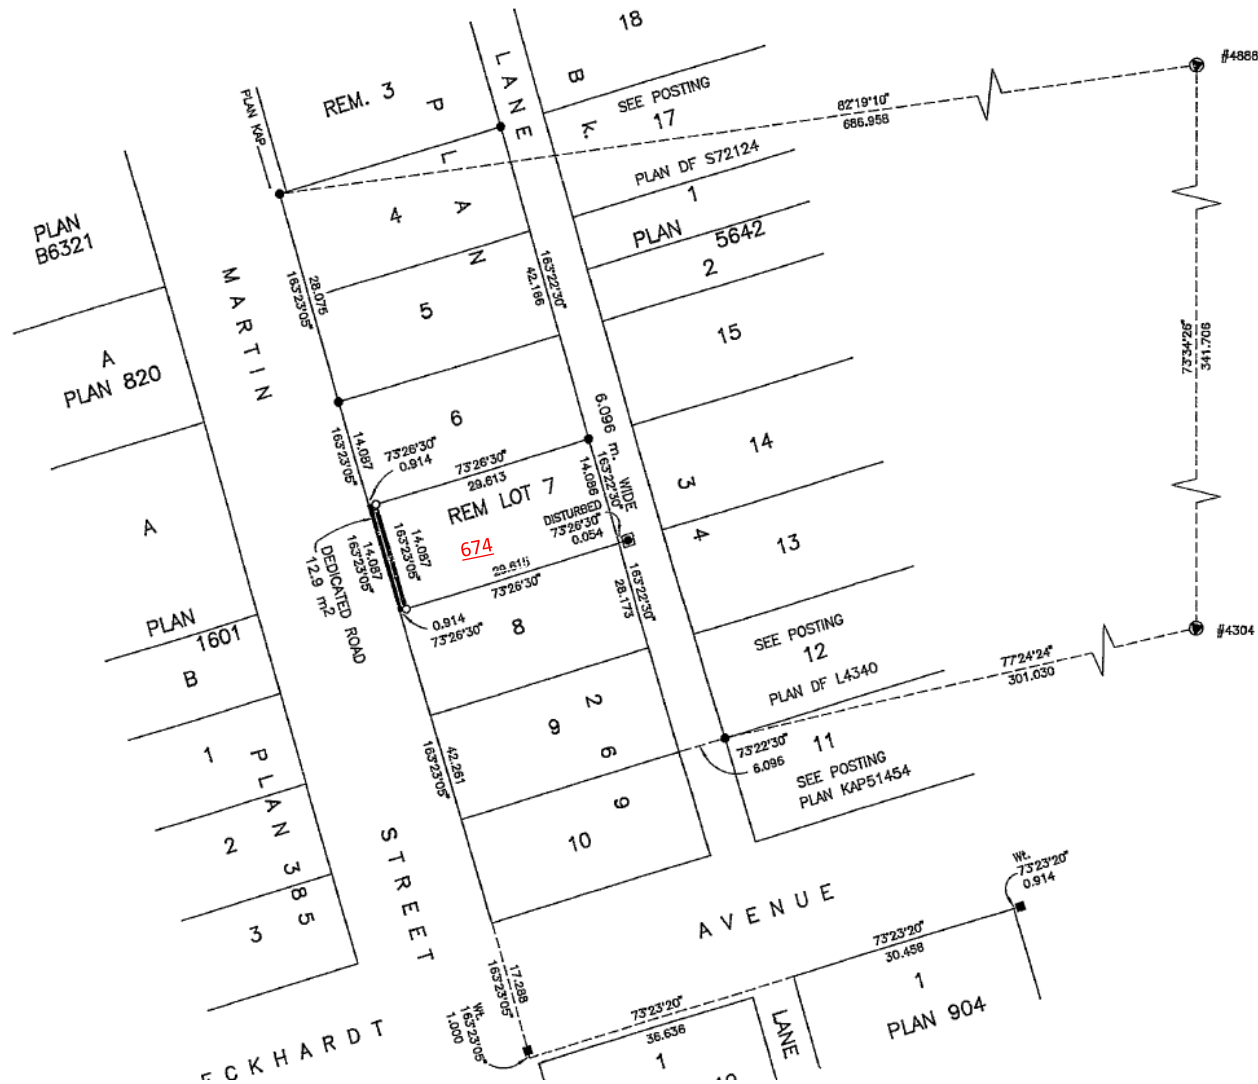 18
LANE
B
k.
REM. 3
P
L
A
N
PLAN KAP
SEE POSTING
17
82°19'10"
686.958
#4888
PLAN DF S72124
1
PLAN 5642
2
PLAN
B6321
4
5
28.075
163°23'05"
163°22'30"
42.186
MARTIN
15
73°34'26"
341.706
A
PLAN 820
6
14.087
163°23'05"
73°26'30"
0.914
73°26'30"
29.613
6.096 m. WIDE
163°22'30"
14.086
14
3
4
REM LOT 7
674
DISTURBED
73°26'30"
0.054
13
A
14.087
163°23'05"
14.087
163°23'05"
DEDICATED ROAD
12.9 m2
29.615
73°26'30"
163°22'30"
28.173
0.914
73°26'30"
8
PLAN
1601
B
SEE POSTING
12
PLAN DF L4340
77°24'24"
301.030
#4304
9
2
6
9
73°22'30"
6.096
11
SEE POSTING
PLAN KAP51454
42.261
163°23'05"
1
2
3
PLAN 385
10
STREET
AVENUE
Wt.
73°23'20"
0.914
73°23'20"
30.458
1
PLAN 904
17.288
163°23'05"
Wt.
163°23'05"
1.000
73°23'20"
36.636
1
LANE
ECKHARDT